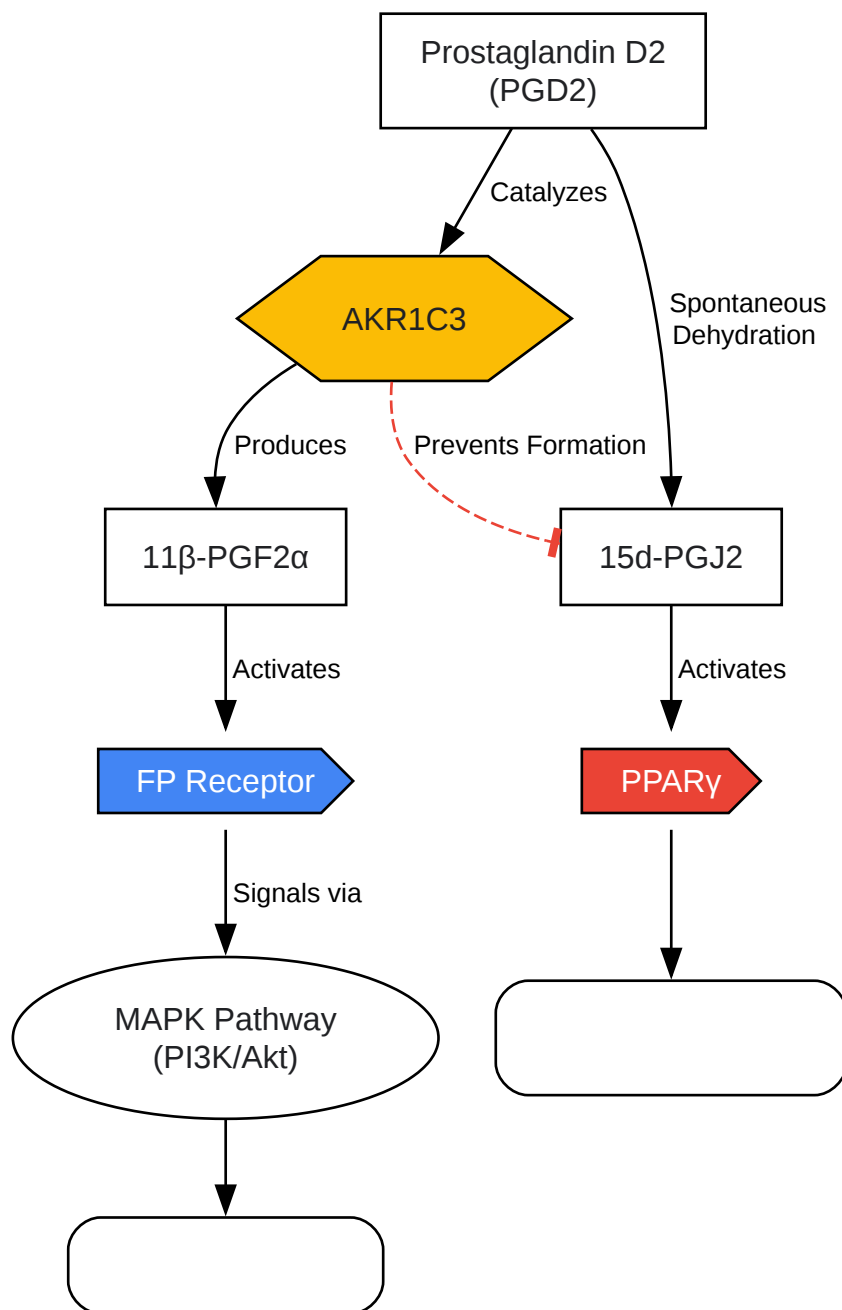 Prostaglandin D2
(PGD2)
Catalyzes
AKR1C3
Spontaneous
Dehydration
Produces
Prevents Formation
11β-PGF2α
15d-PGJ2
Activates
Activates
FP Receptor
PPARγ
Signals via
MAPK Pathway
(PI3K/Akt)